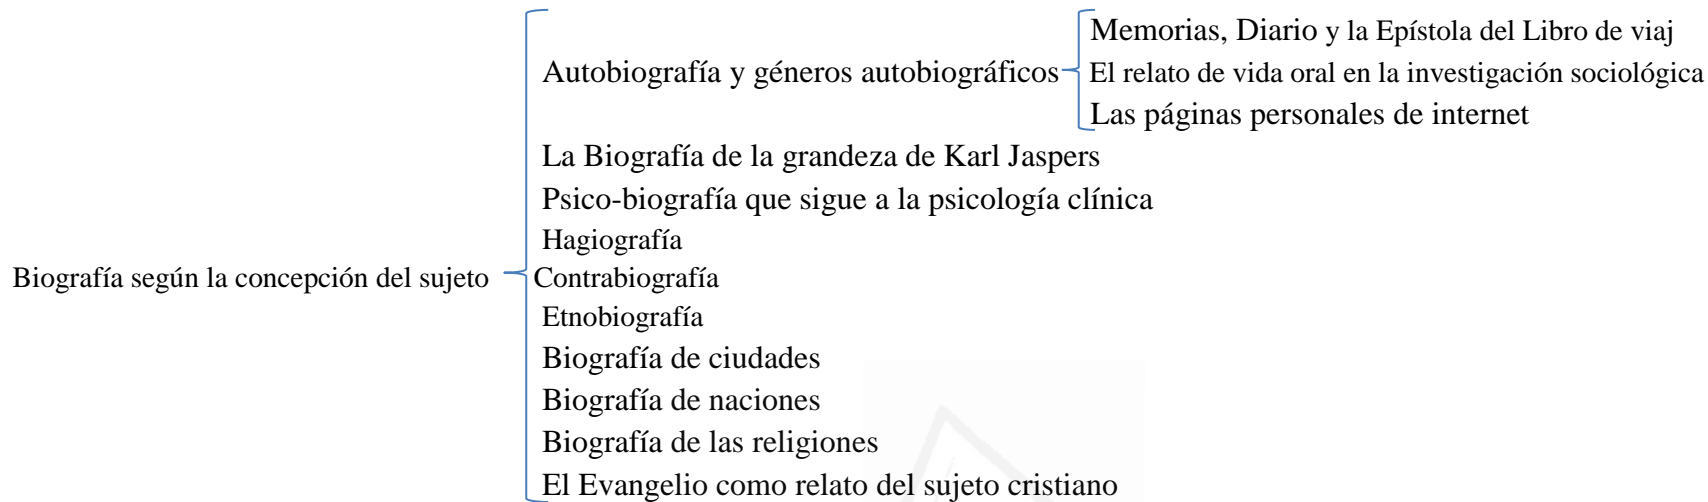 Memorias, Diario y la Epístola del Libro de viaj
Autobiografía y géneros autobiográficos
El relato de vida oral en la investigación sociológica
Las páginas personales de internet
La Biografía de la grandeza de Karl Jaspers
Psico-biografía que sigue a la psicología clínica
Hagiografía
Biografía según la concepción del sujeto
Contrabiografía
Etnobiografía
Biografía de ciudades
Biografía de naciones
Biografía de las religiones
El Evangelio como relato del sujeto cristiano